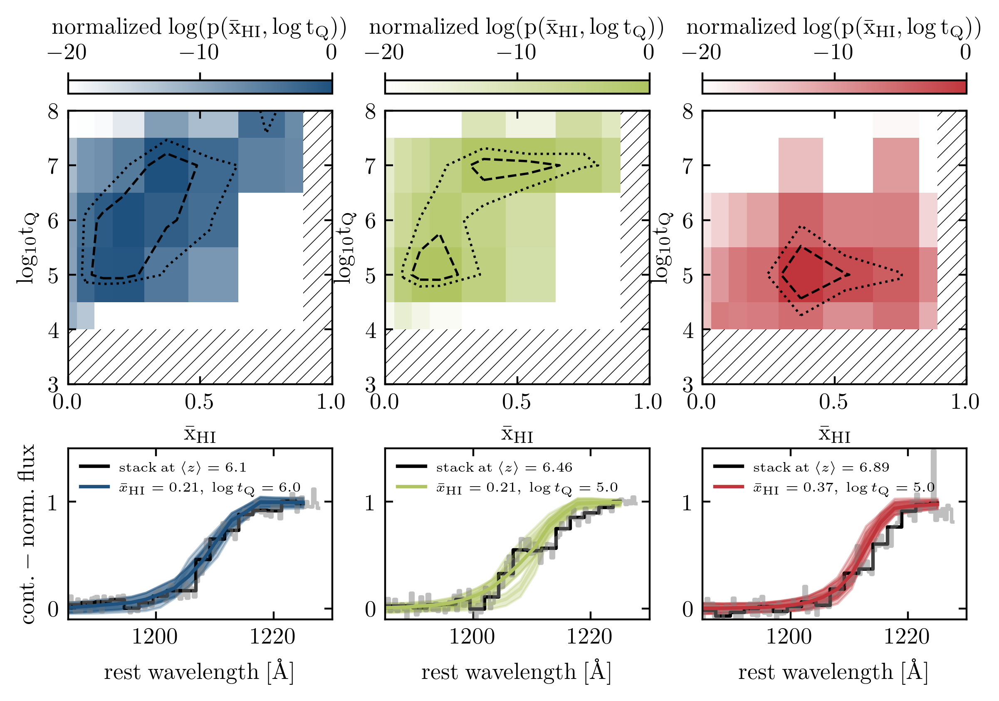 normalized log(p(x̄HI, log tQ)) normalized log(p(x̄HI, log tQ)) normalized log(p(x̄HI, log tQ))
−20 −10 0 −20 −10 0 −20 −10 0
8 8 8
7 7 7
6 6 6
log10tQ log10tQ log10tQ
5 5 5
4 4 4
3 3 3
0.0 0.5 1.0 0.0 0.5 1.0 0.0 0.5 1.0
x̄HI x̄HI x̄HI
cont. − norm. flux
stack at ⟨z⟩ = 6.1
x̄HI = 0.21, log tQ = 6.0
stack at ⟨z⟩ = 6.46
x̄HI = 0.21, log tQ = 5.0
stack at ⟨z⟩ = 6.89
x̄HI = 0.37, log tQ = 5.0
1 1 1
0 0 0
1200 1220 1200 1220 1200 1220
rest wavelength [Å] rest wavelength [Å] rest wavelength [Å]